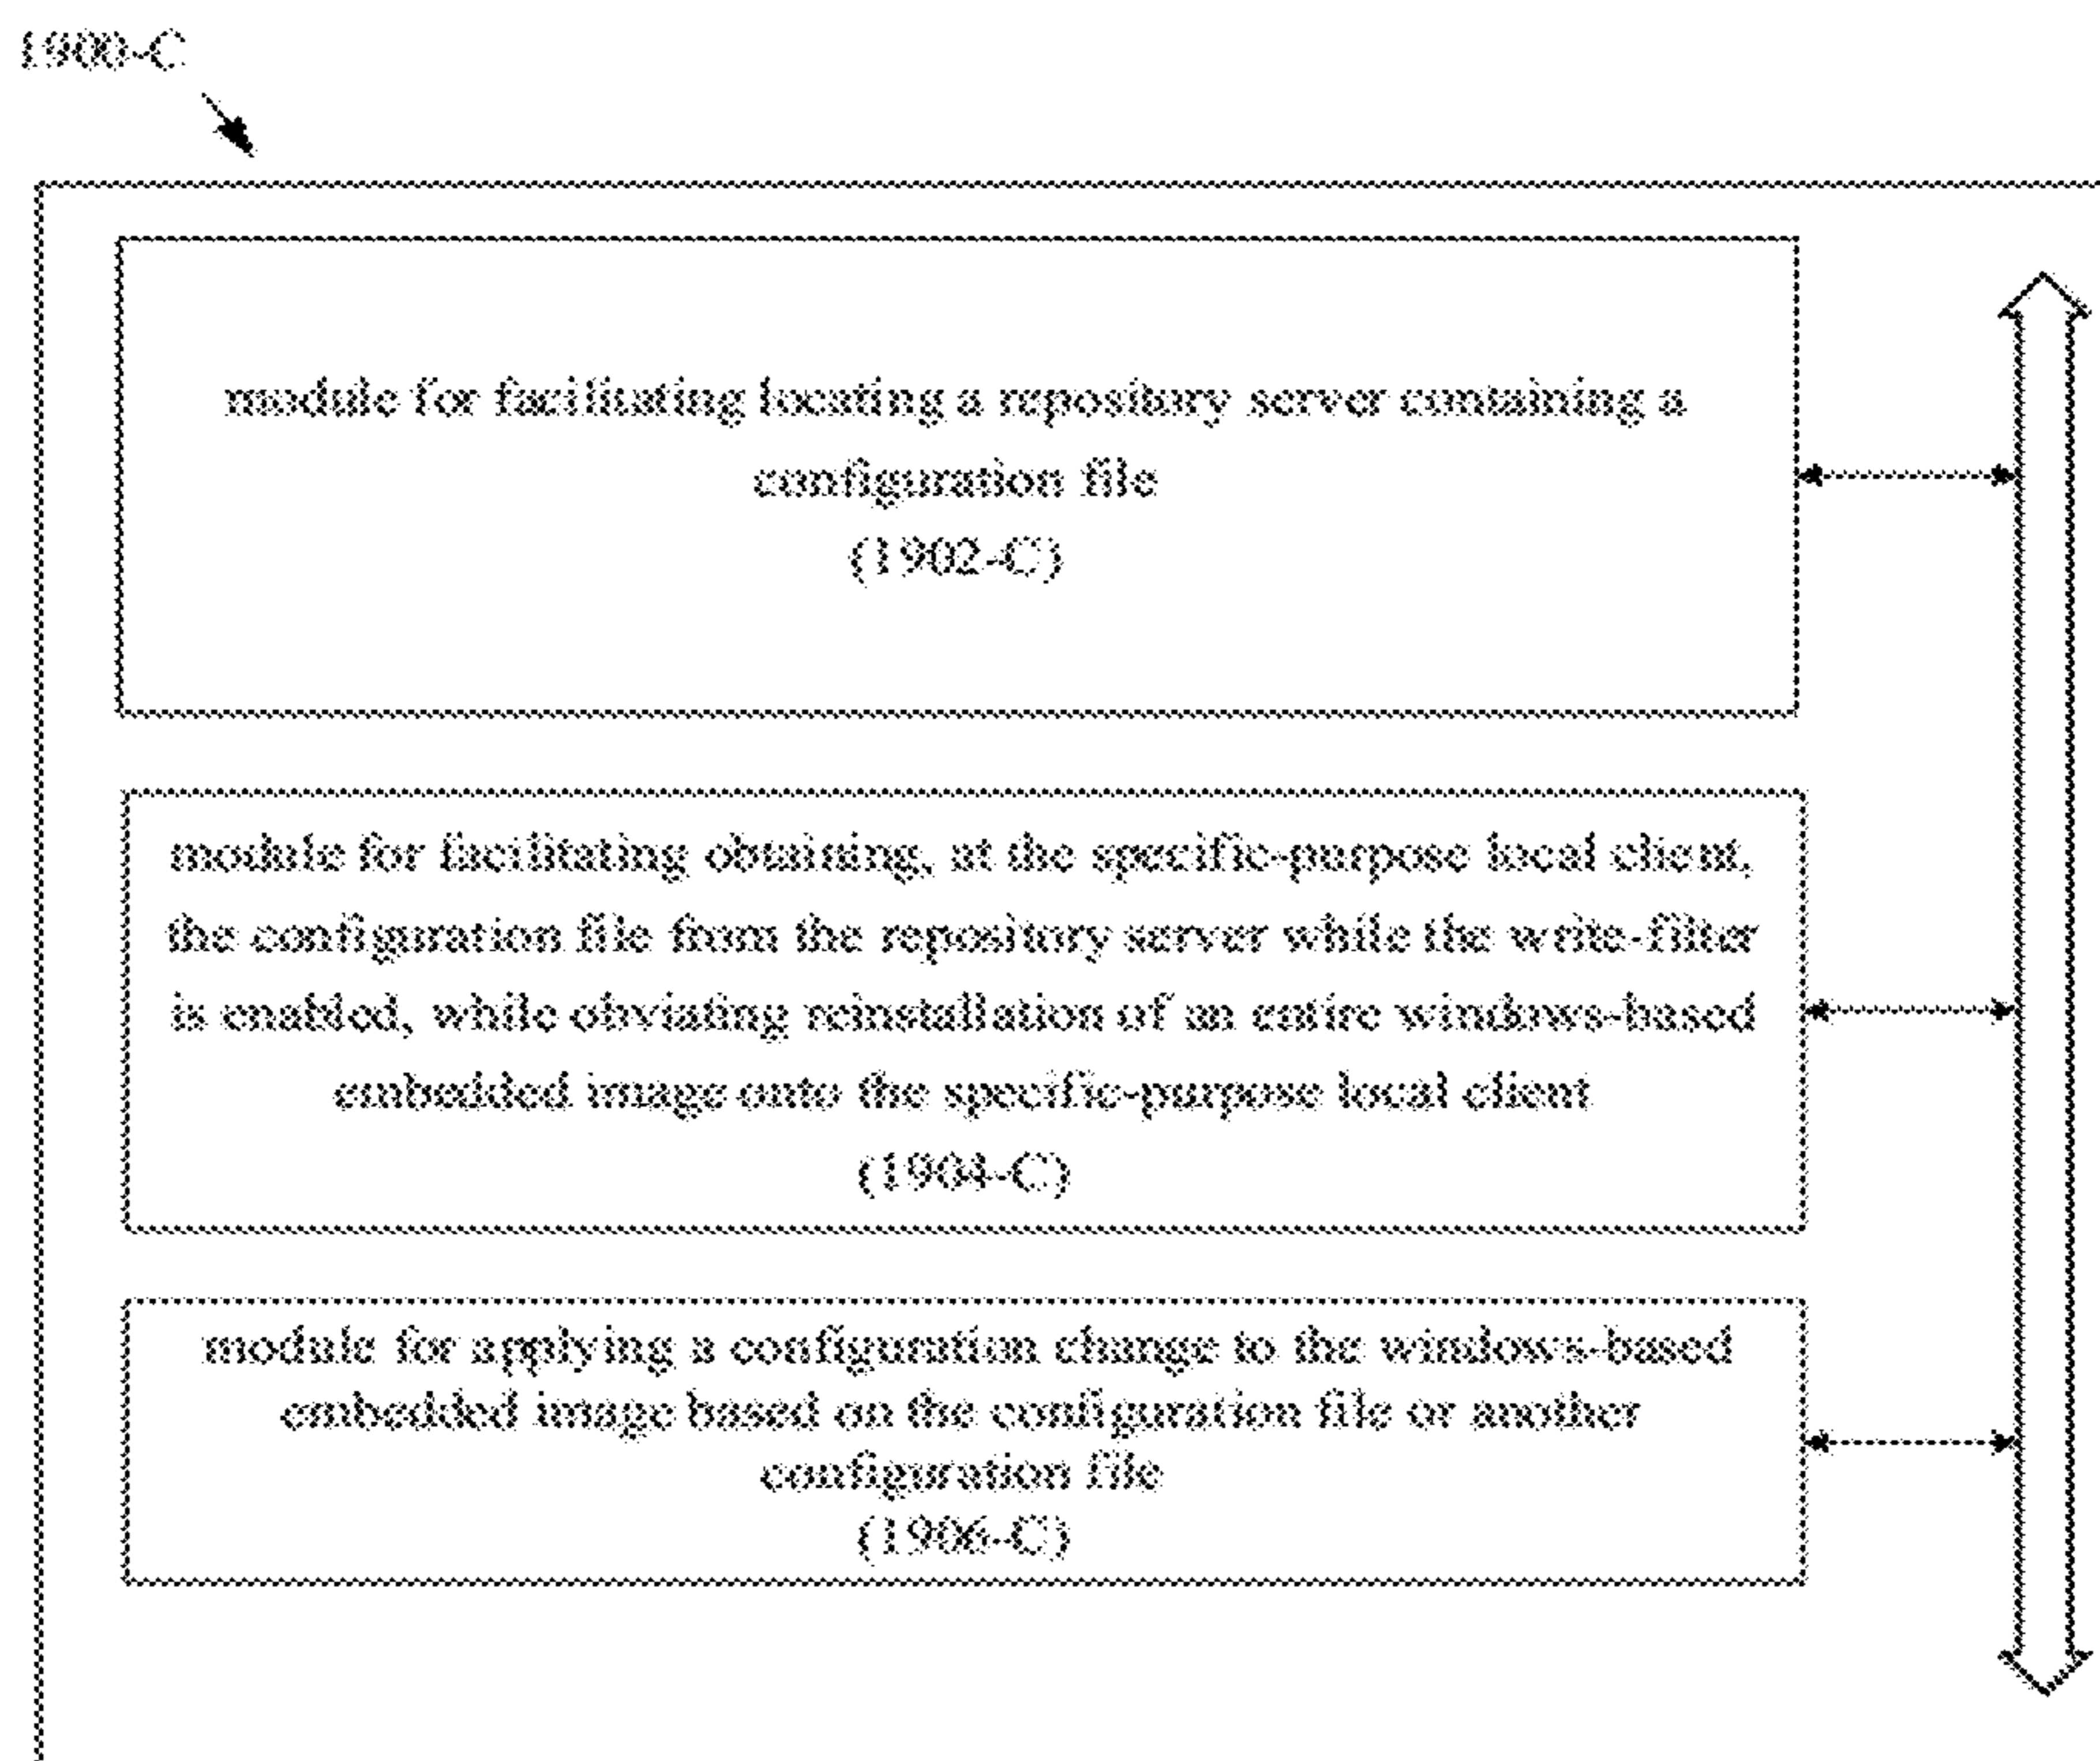 1900-C
module for facilitating locating a repository server containing a
configuration file
(1902-C)
module for facilitating obtaining, at the specific-purpose local client,
the configuration file from the repository server while the write-filter
is enabled, while obviating reinstallation of an entire windows-based
embedded image onto the specific-purpose local client
(1904-C)
module for applying a configuration change to the windows-based
embedded image based on the configuration file or another
configuration file
(1906-C)